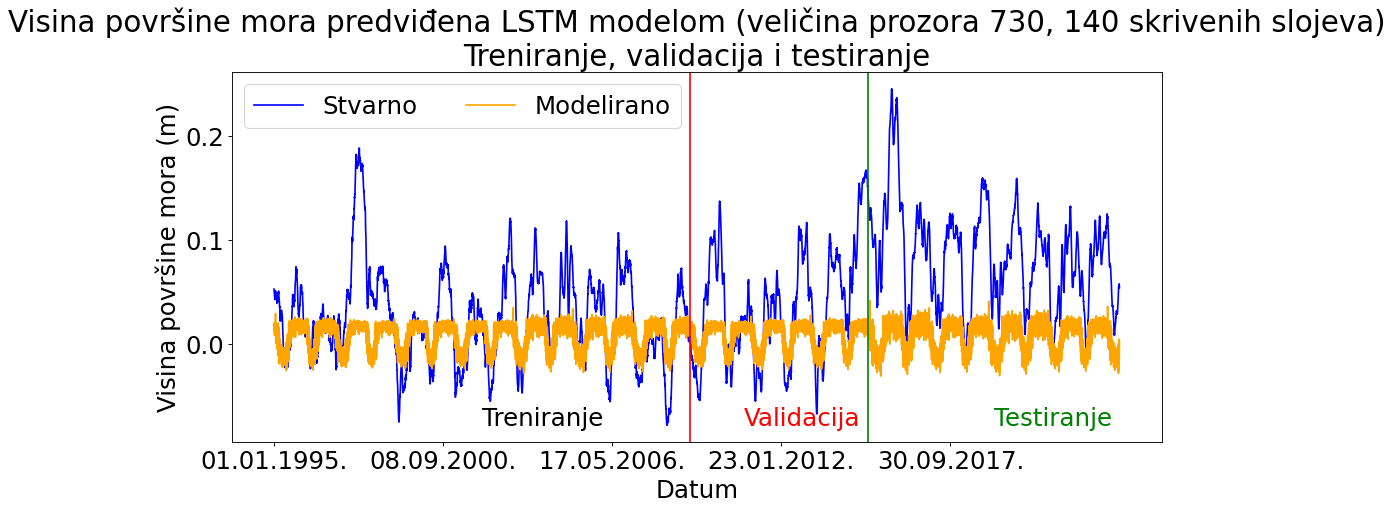 Visina površine mora predviđena LSTM modelom (veličina prozora 730, 140 skrivenih slojeva)
Treniranje, validacija i testiranje
Stvarno
Modelirano
Visina površine mora (m)
0.2
0.1
0.0
Treniranje
Validacija
Testiranje
01.01.1995.
08.09.2000.
17.05.2006.
23.01.2012.
30.09.2017.
Datum